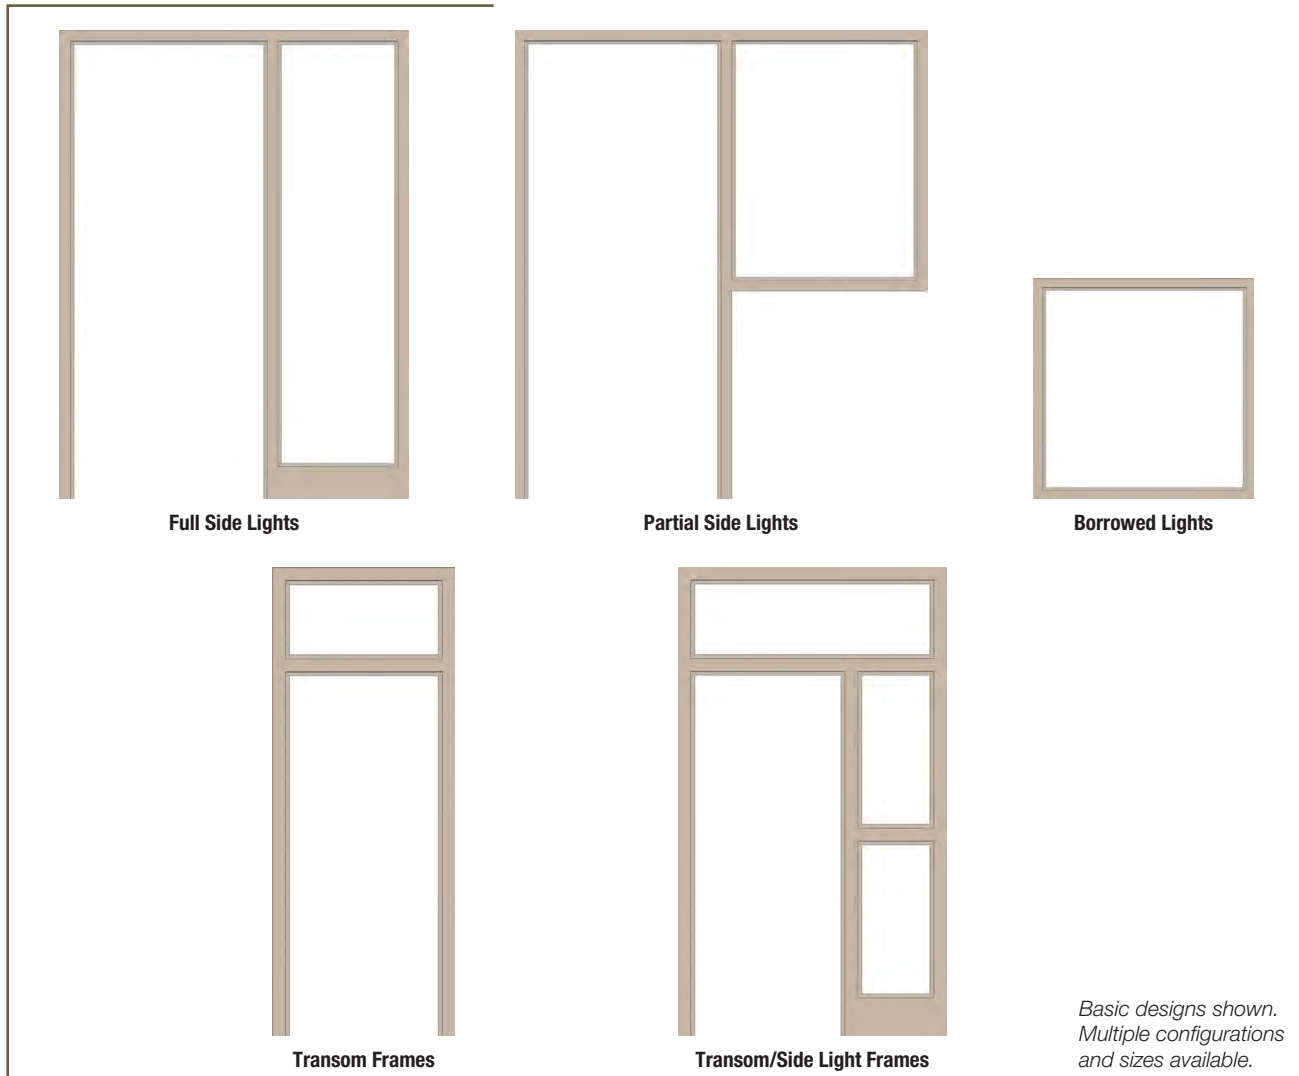 Full Side Lights
Partial Side Lights
Borrowed Lights
Transom Frames
Transom/Side Light Frames
Basic designs shown.
Multiple configurations
and sizes available.